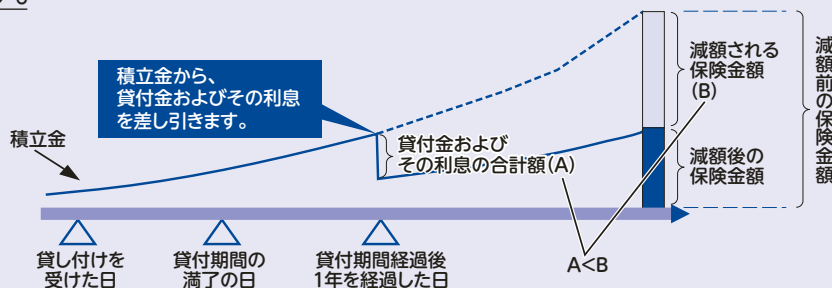 積立金から、
貸付金およびその利息
を差し引きます。
積立金
貸付金および
その利息の合計額(A)
減額される
保険金額
(B)
減額後の
保険金額
減額前の保険金額
貸し付けを
受けた日
貸付期間の
満了の日
貸付期間経過後
1年を経過した日
A<B